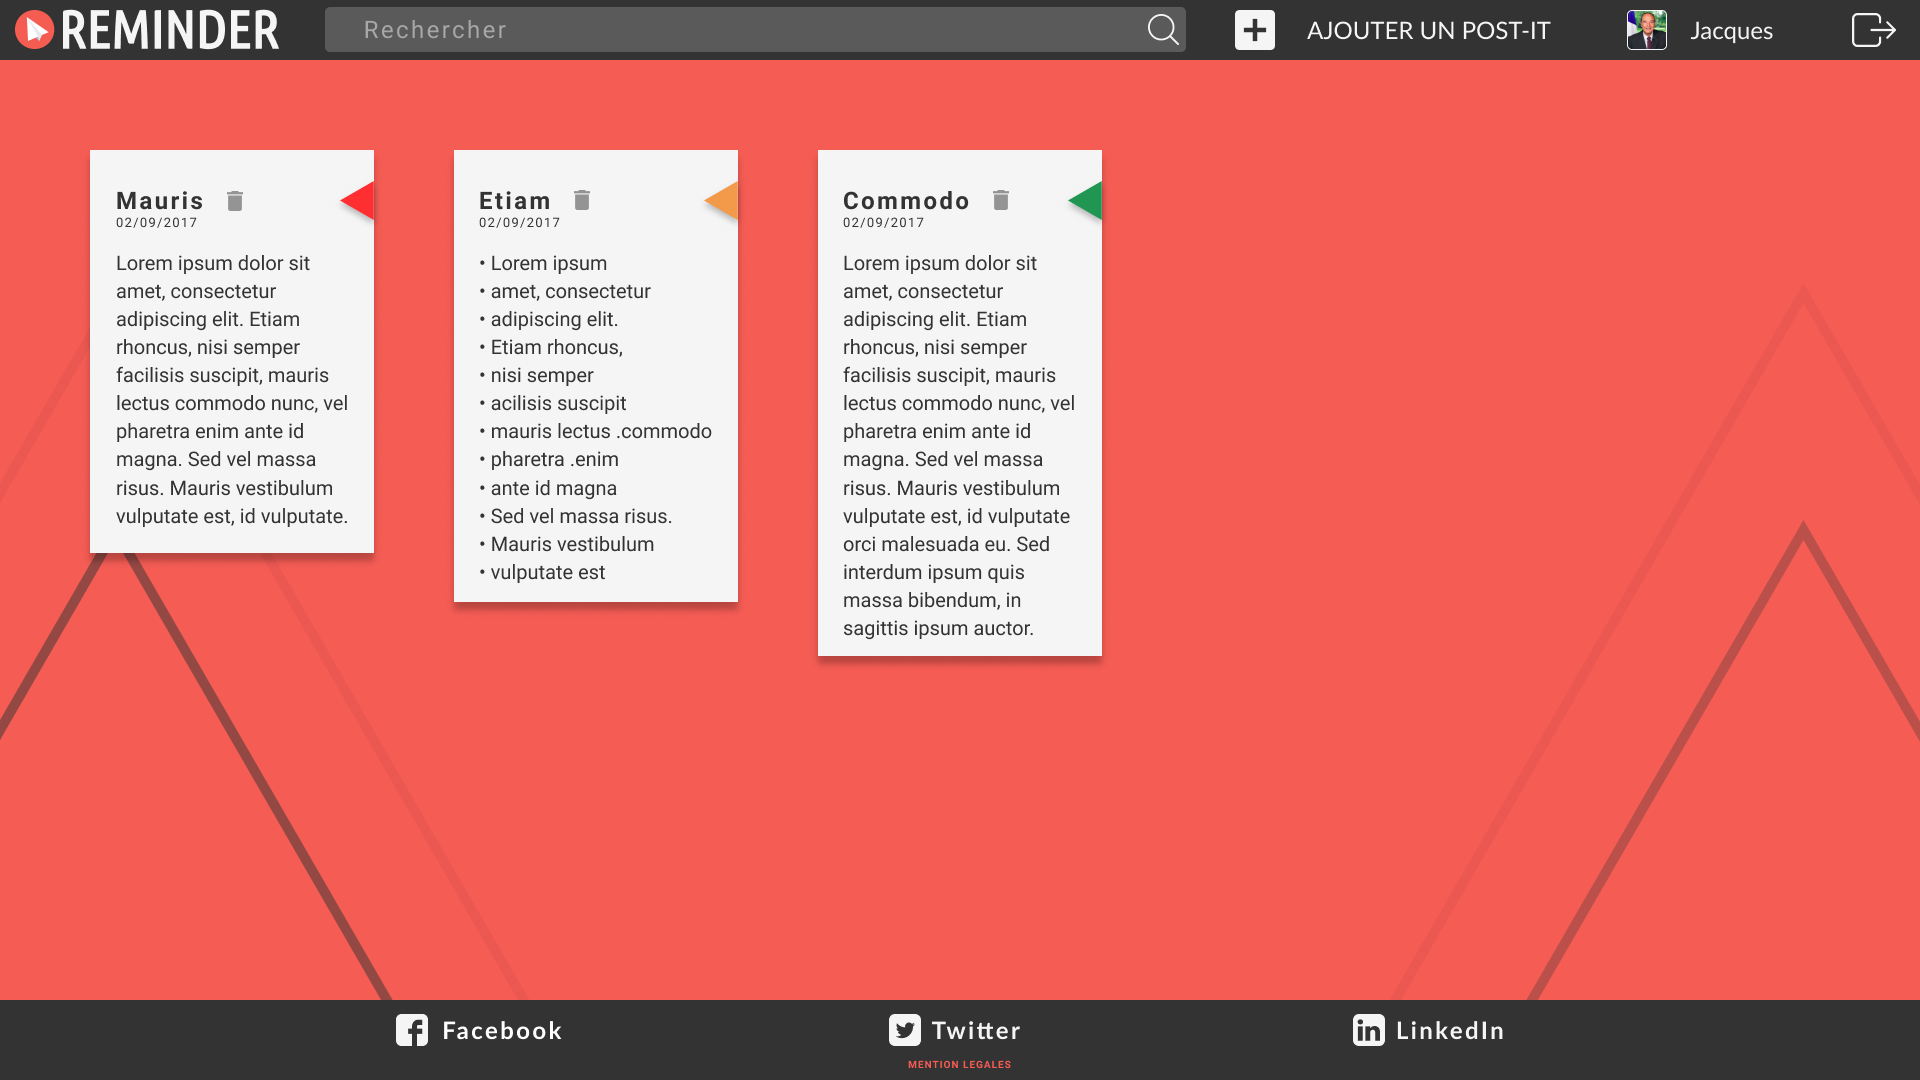 REMINDER
Rechercher
AJOUTER UN POST-IT
Jacques
Mauris
02/09/2017
Lorem ipsum dolor sit
amet, consectetur
adipiscing elit. Etiam
rhoncus, nisi semper
facilisis suscipit, mauris
lectus commodo nunc, vel
pharetra enim ante id
magna. Sed vel massa
risus. Mauris vestibulum
vulputate est, id vulputate.
Etiam
02/09/2017
• Lorem ipsum
• amet, consectetur
• adipiscing elit.
• Etiam rhoncus,
• nisi semper
• acilisis suscipit
• mauris lectus .commodo
• pharetra .enim
• ante id magna
• Sed vel massa risus.
• Mauris vestibulum
• vulputate est
Commodo
02/09/2017
Lorem ipsum dolor sit
amet, consectetur
adipiscing elit. Etiam
rhoncus, nisi semper
facilisis suscipit, mauris
lectus commodo nunc, vel
pharetra enim ante id
magna. Sed vel massa
risus. Mauris vestibulum
vulputate est, id vulputate
orci malesuada eu. Sed
interdum ipsum quis
massa bibendum, in
sagittis ipsum auctor.
Facebook
Twitter
LinkedIn
MENTION LEGALES